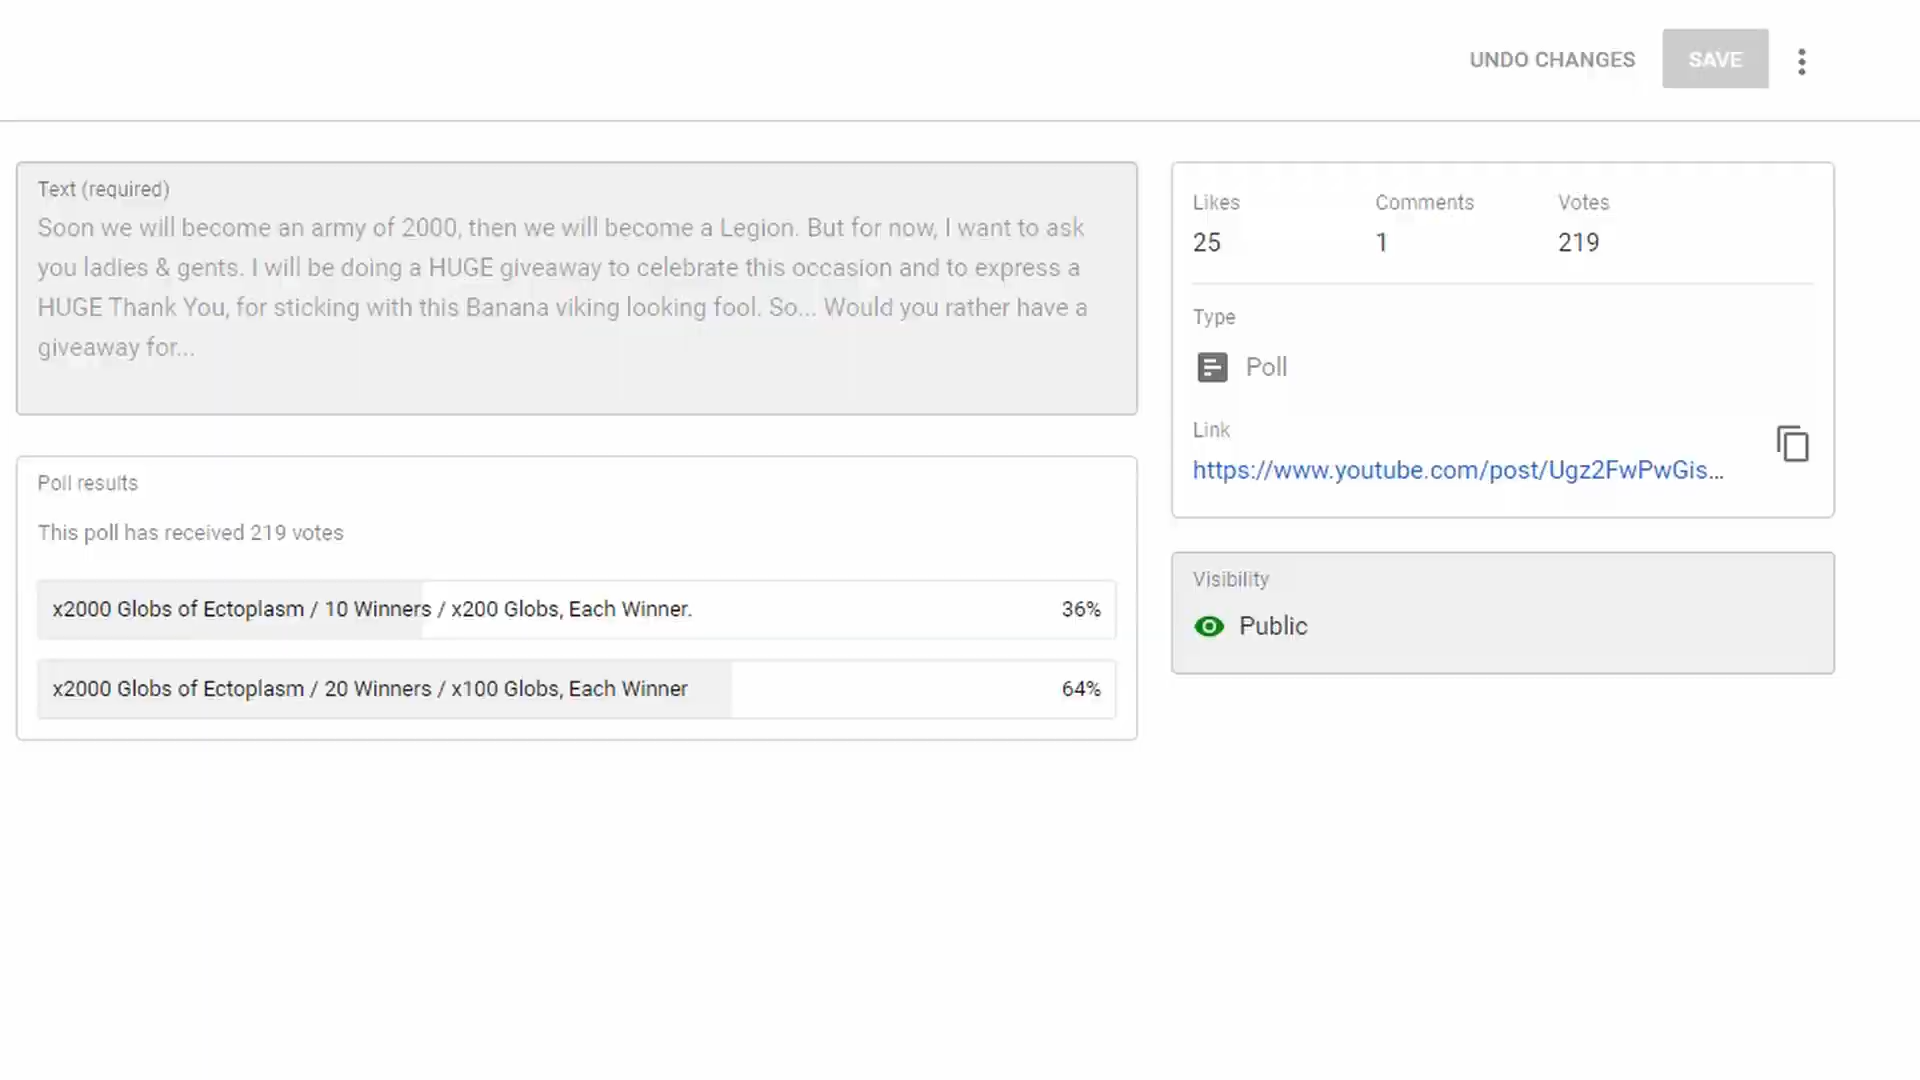 UNDO CHANGES
SAVE
Text (required)
Soon we will become an army of 2000, then we will become a Legion. But for now, I want to ask
you ladies & gents. I will be doing a HUGE giveaway to celebrate this occasion and to express a
HUGE Thank You, for sticking with this Banana viking looking fool. So... Would you rather have a
giveaway for...
Poll results
This poll has received 219 votes
x2000 Globs of Ectoplasm / 10 Winners / x200 Globs, Each Winner. 36%
x2000 Globs of Ectoplasm / 20 Winners / x100 Globs, Each Winner 64%
Likes Comments Votes
25 1 219
Type
Poll
Link
https://www.youtube.com/post/Ugz2FwPwGis...
Visibility
Public